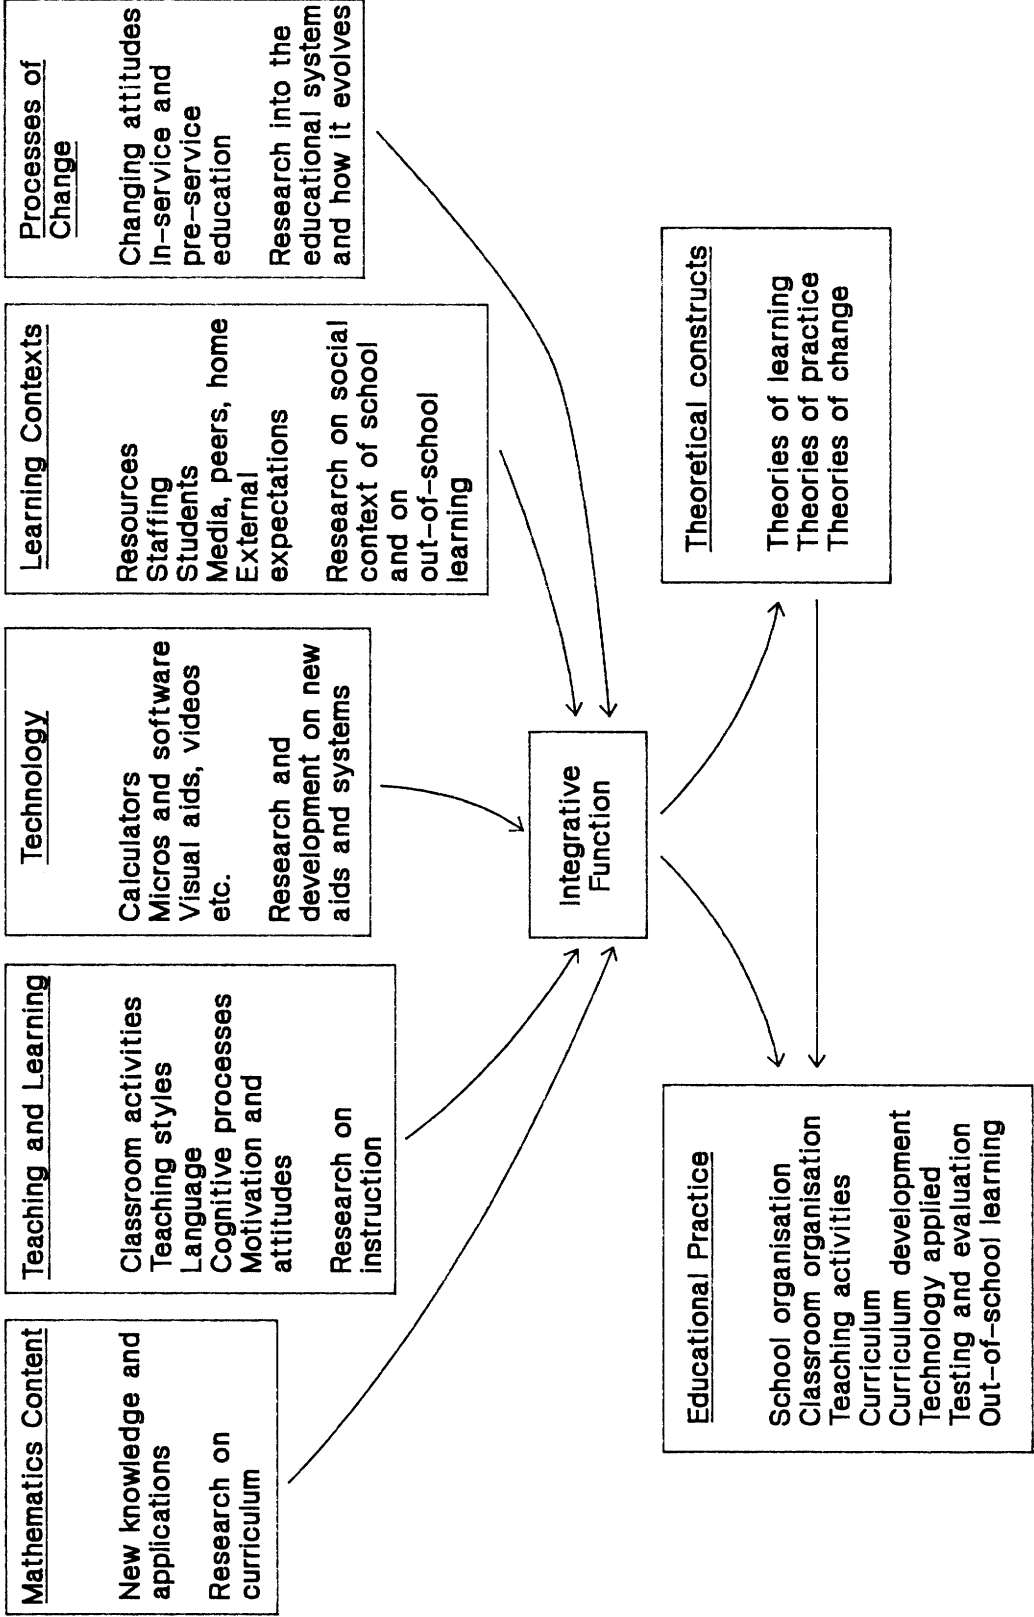 Mathematics Content
New knowledge and
applications
Research on
curriculum
Teaching and Learning
Classroom activities
Teaching styles
Language
Cognitive processes
Motivation and
attitudes
Research on
instruction
Technology
Calculators
Micros and software
Visual aids, videos
etc.
Research and
development on new
aids and systems
Learning Contexts
Resources
Staffing
Students
Media, peers, home
External
expectations
Research on social
context of school
and on
out-of-school
learning
Processes of
Change
Changing attitudes
In-service and
pre-service
education
Research into the
educational system
and how it evolves
Integrative
Function
Educational Practice
School organisation
Classroom organisation
Teaching activities
Curriculum
Curriculum development
Technology applied
Testing and evaluation
Out-of-school learning
Theoretical constructs
Theories of learning
Theories of practice
Theories of change